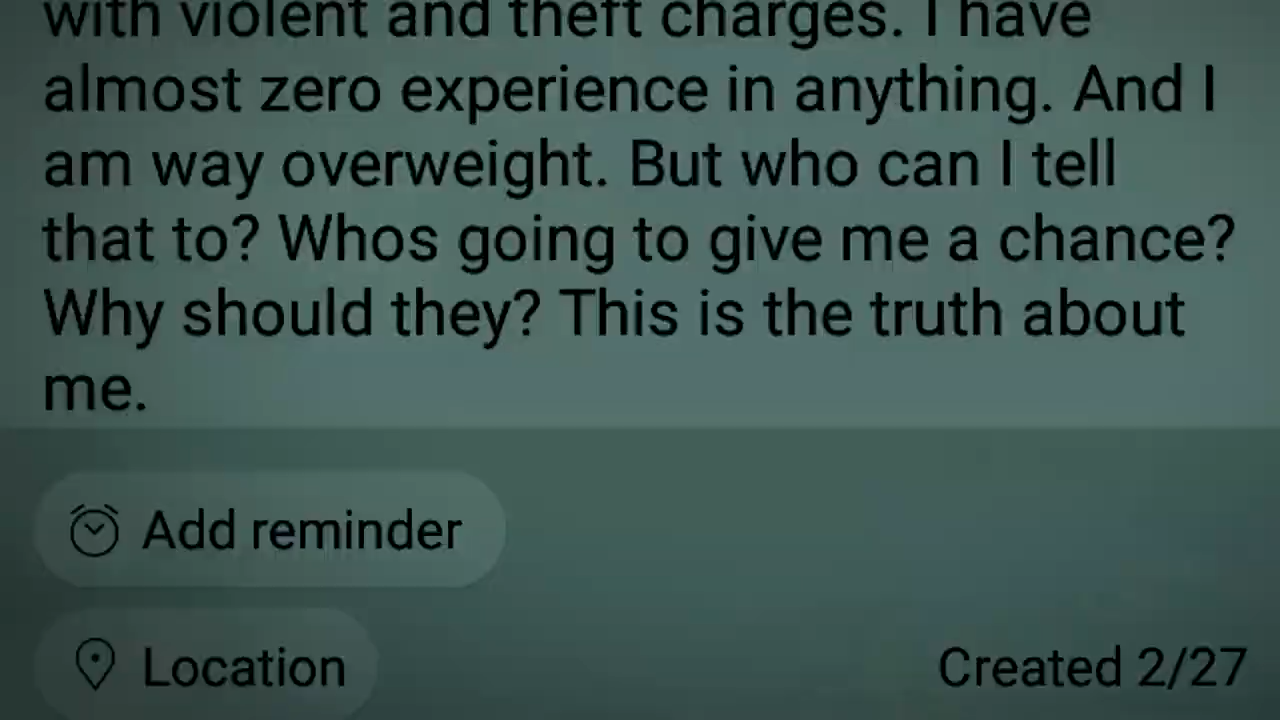 with violent and theft charges. I have
almost zero experience in anything. And I
am way overweight. But who can I tell
that to? Whos going to give me a chance?
Why should they? This is the truth about
me.
Add reminder
Location
Created 2/27